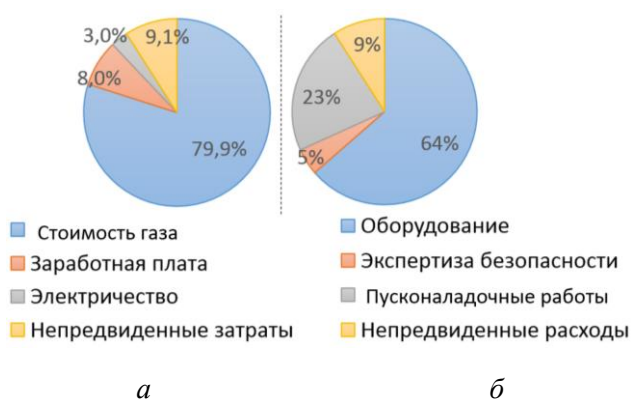 3,0%
9,1%
8,0%
79,9%
9%
23%
5%
64%
Стоимость газа
Заработная плата
Электричество
Непредвиденные затраты
Оборудование
Экспертиза безопасности
Пусконаладочные работы
Непредвиденные расходы
а
б